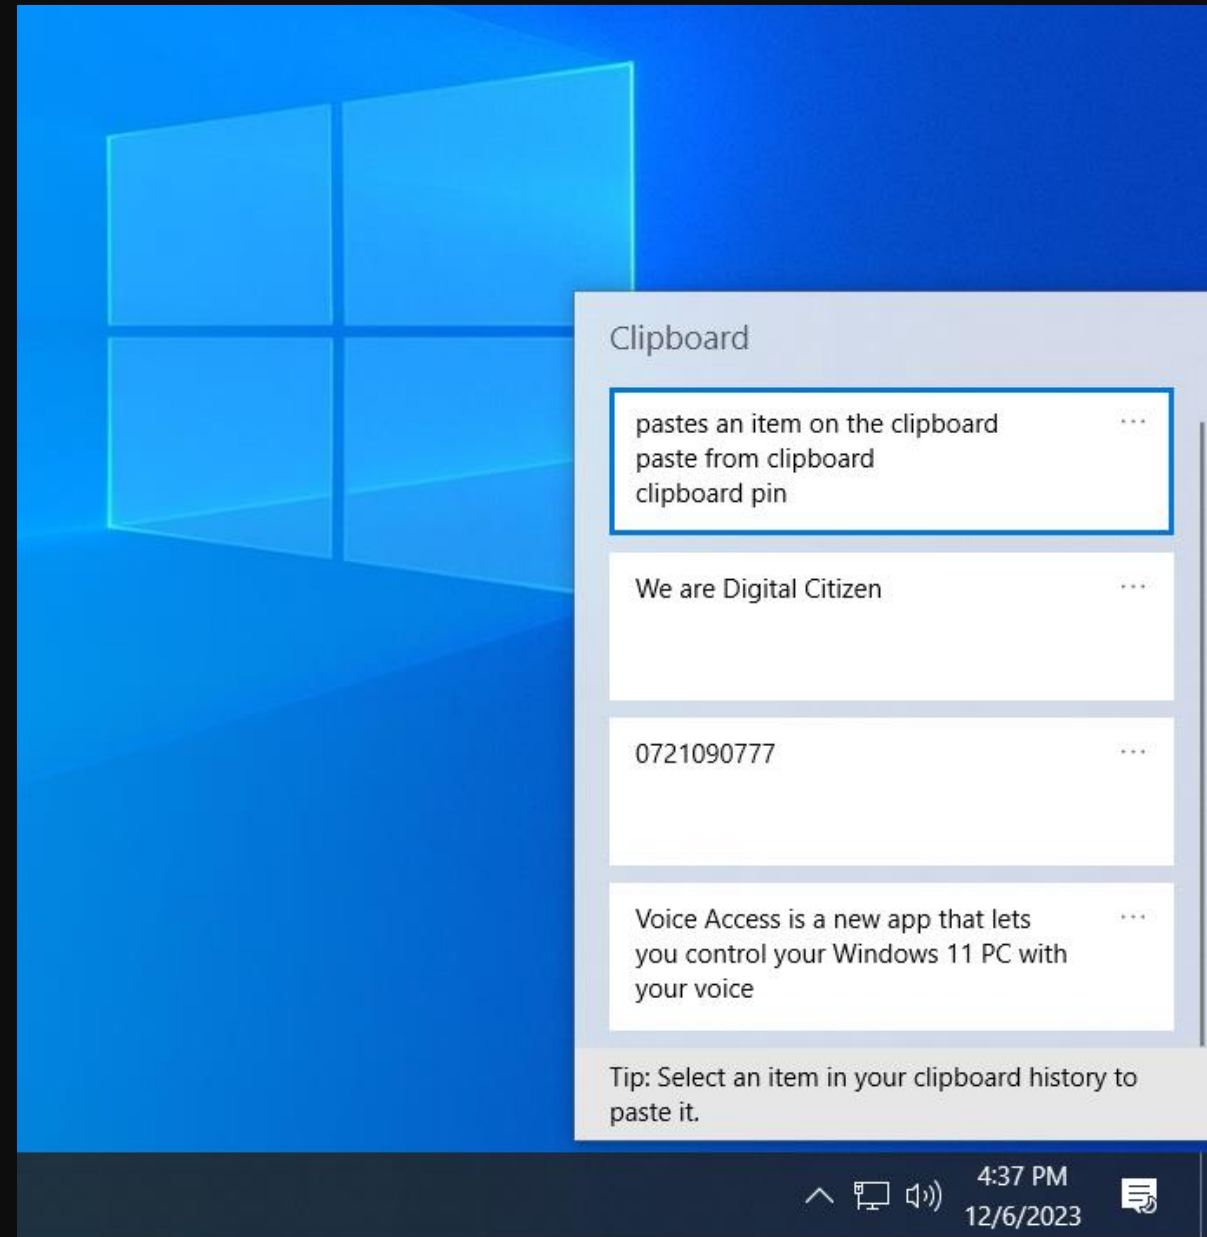 Clipboard
pastes an item on the clipboard
paste from clipboard
clipboard pin
We are Digital Citizen
0721090777
Voice Access is a new app that lets
you control your Windows 11 PC with
your voice
Tip: Select an item in your clipboard history to
paste it.
4:37 PM
12/6/2023